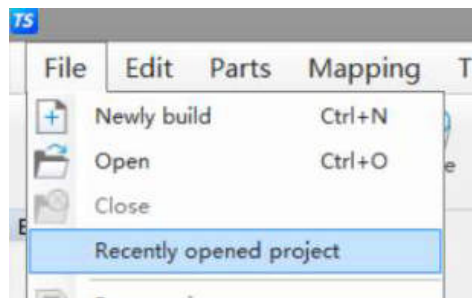 TS
File Edit Parts Mapping T
Newly build Ctrl+N
Open Ctrl+O
e
Close
Recently opened project